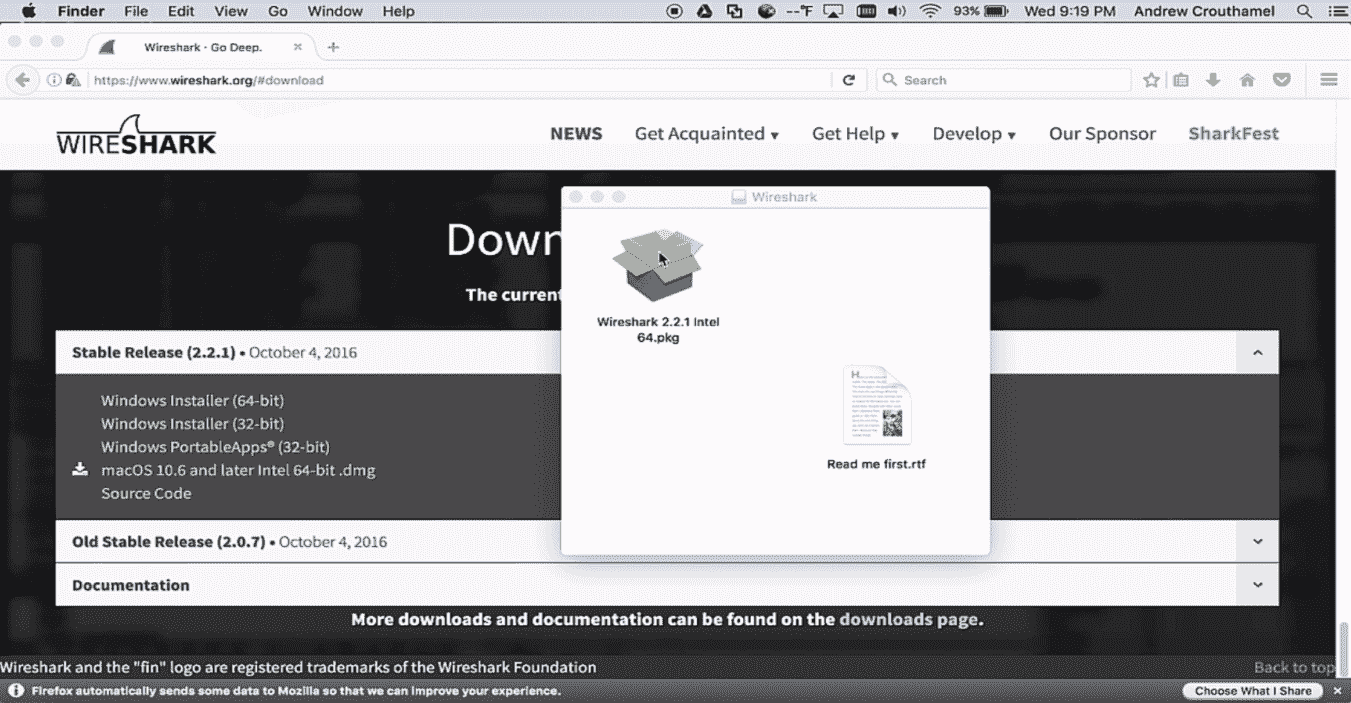 Finder File Edit View Go Window Help --°F 93% Wed 9:19 PM Andrew Crouthamel
Wireshark · Go Deep.
https://www.wireshark.org/#download Search
WIRESHARK NEWS Get Acquainted Get Help Develop Our Sponsor SharkFest
Wireshark
Down
The current
Wireshark 2.2.1 Intel
64.pkg
Read me first.rtf
Stable Release (2.2.1) • October 4, 2016
Windows Installer (64-bit)
Windows Installer (32-bit)
Windows PortableApps® (32-bit)
macOS 10.6 and later Intel 64-bit .dmg
Source Code
Old Stable Release (2.0.7) • October 4, 2016
Documentation
More downloads and documentation can be found on the downloads page.
Wireshark and the "fin" logo are registered trademarks of the Wireshark Foundation Back to top
Firefox automatically sends some data to Mozilla so that we can improve your experience. Choose What I Share